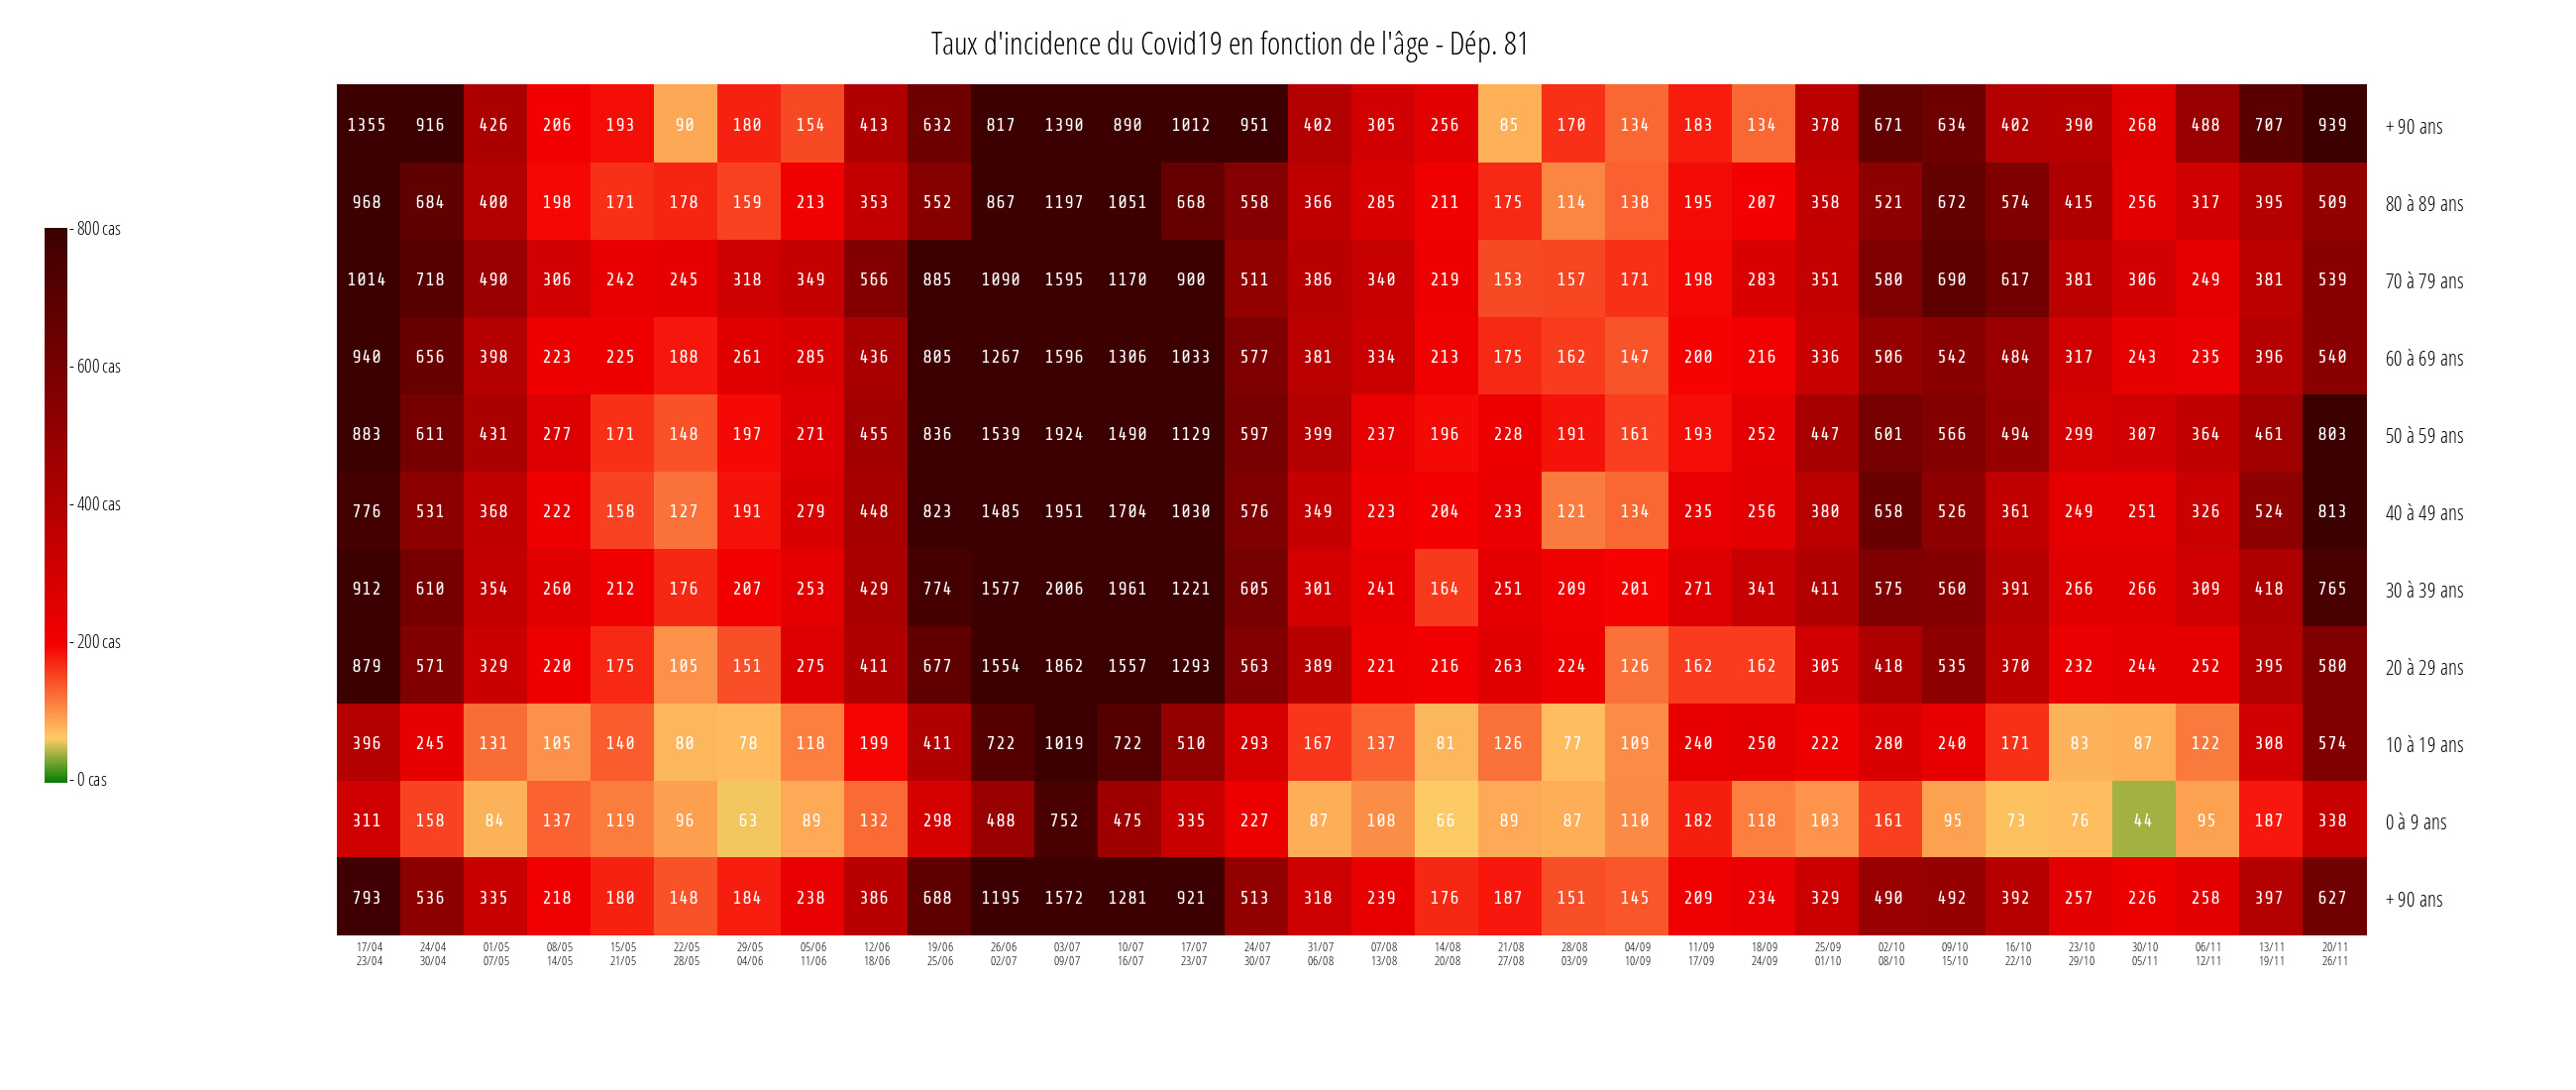 Taux d'incidence du Covid19 en fonction de l'âge - Dép. 81
- 800 cas
- 600 cas
- 400 cas
- 200 cas
- 0 cas
1355 916 426 206 193 90 180 154 413 632 817 1390 890 1012 951 402 305 256 85 170 134 183 134 378 671 634 402 390 268 488 707 939 + 90 ans
968 684 400 198 171 178 159 213 353 552 867 1197 1051 668 558 366 285 211 175 114 138 195 207 358 521 672 574 415 256 317 395 509 80 à 89 ans
1014 718 490 306 242 245 318 349 566 885 1090 1595 1170 900 511 386 340 219 153 157 171 198 283 351 580 690 617 381 306 249 381 539 70 à 79 ans
940 656 398 223 225 188 261 285 436 805 1267 1596 1306 1033 577 381 334 213 175 162 147 200 216 336 506 542 484 317 243 235 396 540 60 à 69 ans
883 611 431 277 171 148 197 271 455 836 1539 1924 1490 1129 597 399 237 196 228 191 161 193 252 447 601 566 494 299 307 364 461 803 50 à 59 ans
776 531 368 222 158 127 191 279 448 823 1485 1951 1704 1030 576 349 223 204 233 121 134 235 256 380 658 526 361 249 251 326 524 813 40 à 49 ans
912 610 354 260 212 176 207 253 429 774 1577 2006 1961 1221 605 301 241 164 251 209 201 271 341 411 575 560 391 266 266 309 418 765 30 à 39 ans
879 571 329 220 175 105 151 275 411 677 1554 1862 1557 1293 563 389 221 216 263 224 126 162 162 305 418 535 370 232 244 252 395 580 20 à 29 ans
396 245 131 105 140 80 78 118 199 411 722 1019 722 510 293 167 137 81 126 77 109 240 250 222 280 240 171 83 87 122 308 574 10 à 19 ans
311 158 84 137 119 96 63 89 132 298 488 752 475 335 227 87 108 66 89 87 110 182 118 103 161 95 73 76 44 95 187 338 0 à 9 ans
793 536 335 218 180 148 184 238 386 688 1195 1572 1281 921 513 318 239 176 187 151 145 209 234 329 490 492 392 257 226 258 397 627 + 90 ans
17/04 24/04 01/05 08/05 15/05 22/05 29/05 05/06 12/06 19/06 26/06 03/07 10/07 17/07 24/07 31/07 07/08 14/08 21/08 28/08 04/09 11/09 18/09 25/09 02/10 09/10 16/10 23/10 30/10 06/11 13/11 20/11
23/04 30/04 07/05 14/05 21/05 28/05 04/06 11/06 18/06 25/06 02/07 09/07 16/07 23/07 30/07 06/08 13/08 20/08 27/08 03/09 10/09 17/09 24/09 01/10 08/10 15/10 22/10 29/10 05/11 12/11 19/11 26/11